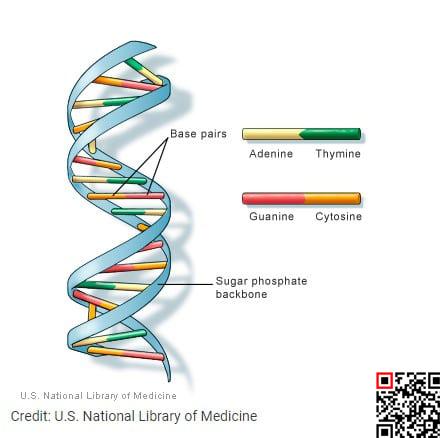 Base pairs
Adenine Thymine
Guanine Cytosine
Sugar phosphate
backbone
U.S. National Library of Medicine
Credit: U.S. National Library of Medicine